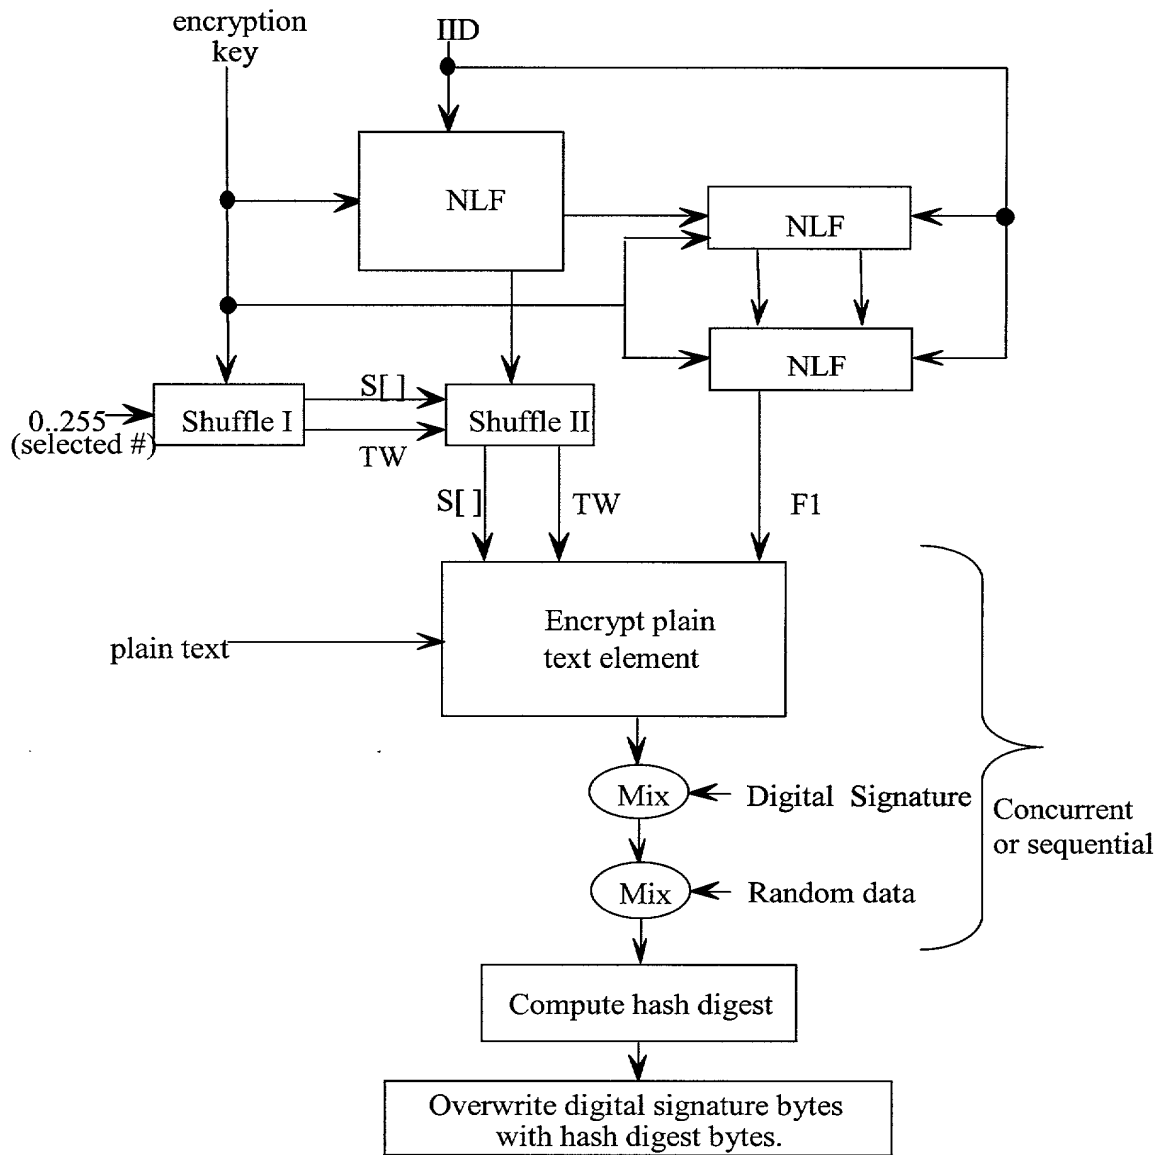 encryption
key
IID
NLF
NLF
NLF
S[ ]
0..255
(selected #)
Shuffle I
Shuffle II
TW
S[ ]
TW
F1
Encrypt plain
text element
plain text
Mix
Digital Signature
Concurrent
or sequential
Mix
Random data
Compute hash digest
Overwrite digital signature bytes
with hash digest bytes.